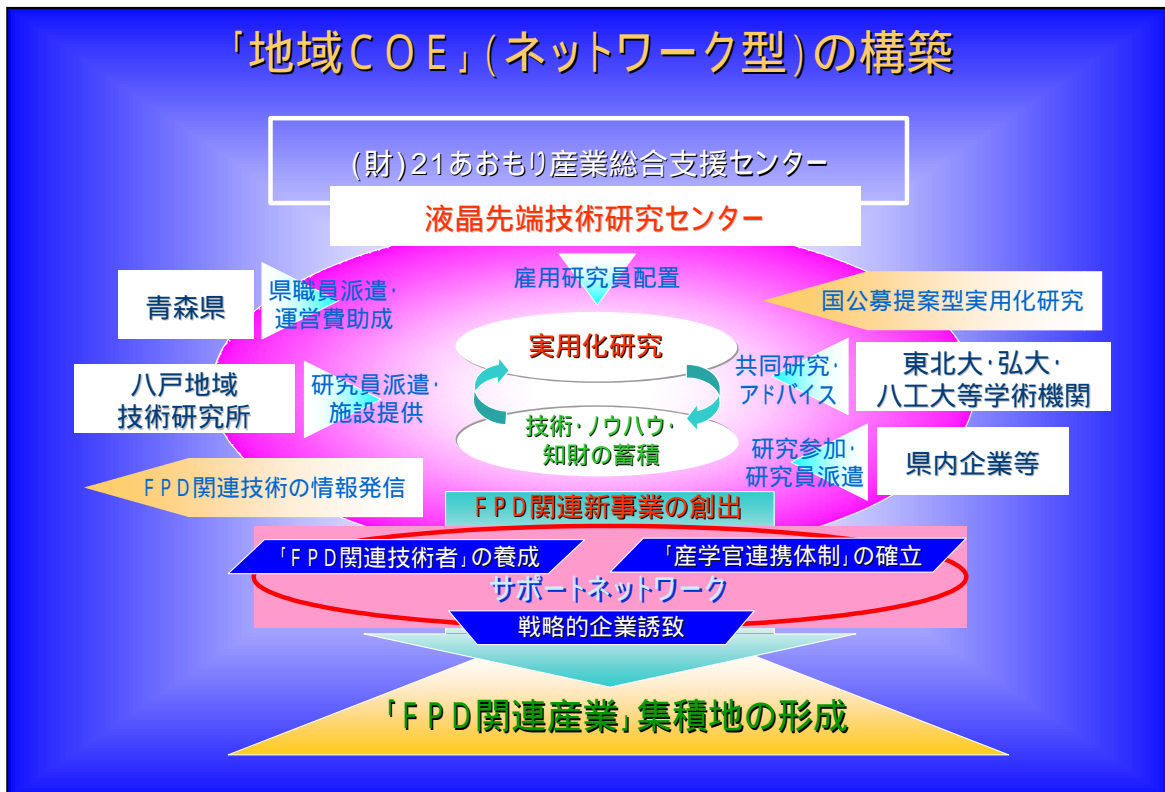 「地域COE」(ネットワーク型)の構築
(財)21あおもり産業総合支援センター
液晶先端技術研究センター
雇用研究員配置
青森県
県職員派遣・
運営費助成
国公募提案型実用化研究
実用化研究
八戸地域
技術研究所
研究員派遣・
施設提供
共同研究・
アドバイス
東北大・弘大・
八工大等学術機関
技術・ノウハウ・
知財の蓄積
研究参加・
研究員派遣
県内企業等
FPD関連技術の情報発信
FPD関連新事業の創出
「FPD関連技術者」の養成
「産学官連携体制」の確立
サポートネットワーク
戦略的企業誘致
「FPD関連産業」集積地の形成